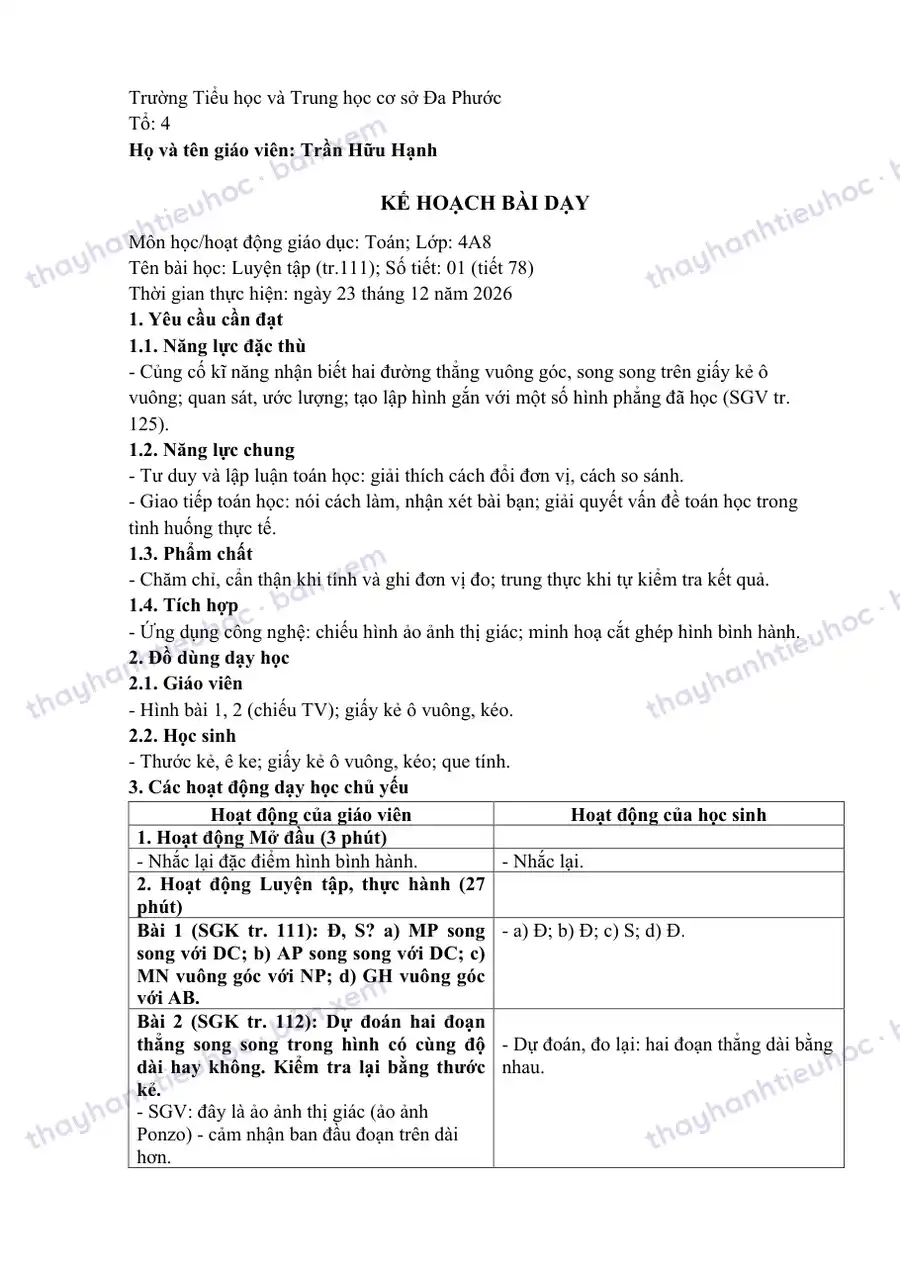 Trường Tiểu học và Trung học cơ sở Đa Phước
Tổ: 4
Họ và tên giáo viên: Trần Hữu Hạnh
KẾ HOẠCH BÀI DẠY
Môn học/hoạt động giáo dục: Toán; Lớp: 4A8
Tên bài học: Luyện tập (tr.111); Số tiết: 01 (tiết 78)
Thời gian thực hiện: ngày 23 tháng 12 năm 2026
1. Yêu cầu cần đạt
1.1. Năng lực đặc thù
- Củng cố kĩ năng nhận biết hai đường thẳng vuông góc, song song trên giấy kẻ ô
vuông; quan sát, ước lượng; tạo lập hình gắn với một số hình phẳng đã học (SGV tr.
125).
1.2. Năng lực chung
- Tư duy và lập luận toán học: giải thích cách đổi đơn vị, cách so sánh.
- Giao tiếp toán học: nói cách làm, nhận xét bài bạn; giải quyết vấn đề toán học trong
tình huống thực tế.
1.3. Phẩm chất
- Chăm chỉ, cẩn thận khi tính và ghi đơn vị đo; trung thực khi tự kiểm tra kết quả.
1.4. Tích hợp
- Ứng dụng công nghệ: chiếu hình ảo ảnh thị giác; minh hoạ cắt ghép hình bình hành.
2. Đồ dùng dạy học
2.1. Giáo viên
- Hình bài 1, 2 (chiếu TV); giấy kẻ ô vuông, kéo.
2.2. Học sinh
- Thước kẻ, ê ke; giấy kẻ ô vuông, kéo; que tính.
3. Các hoạt động dạy học chủ yếu
Hoạt động của giáo viên
Hoạt động của học sinh
1. Hoạt động Mở đầu (3 phút)
- Nhắc lại đặc điểm hình bình hành.
- Nhắc lại.
2. Hoạt động Luyện tập, thực hành (27
phút)
Bài 1 (SGK tr. 111): Đ, S? a) MP song
song với DC; b) AP song song với DC; c)
MN vuông góc với NP; d) GH vuông góc
với AB.
- a) Đ; b) Đ; c) S; d) Đ.
Bài 2 (SGK tr. 112): Dự đoán hai đoạn
thẳng song song trong hình có cùng độ
dài hay không. Kiểm tra lại bằng thước
kẻ.
- SGV: đây là ảo ảnh thị giác (ảo ảnh
Ponzo) - cảm nhận ban đầu đoạn trên dài
hơn.
- Dự đoán, đo lại: hai đoạn thẳng dài bằng
nhau.
thayhanhtieuhoc · bản xem
thayhanhtieuhoc · b
thayhanhtieuhoc · bản xem
thayhanhtieuhoc · b
thayhanhtieuhoc · bản xem
thayhanhtieuhoc · b